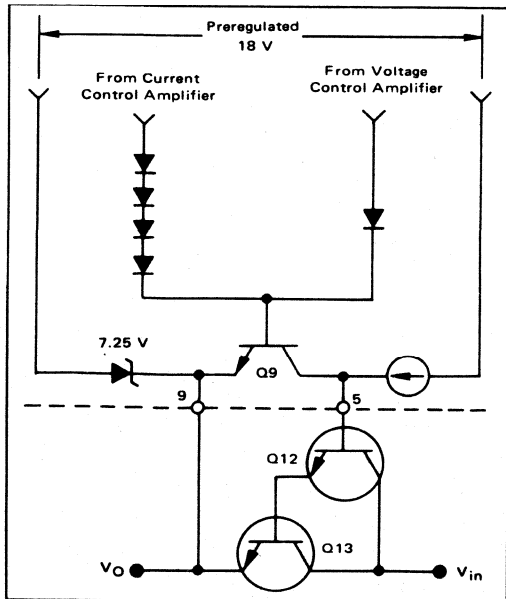 Preregulated
18 V
From Current
Control Amplifier
From Voltage
Control Amplifier
7.25 V
Q9
9
5
Q12
Q13
VO
Vin